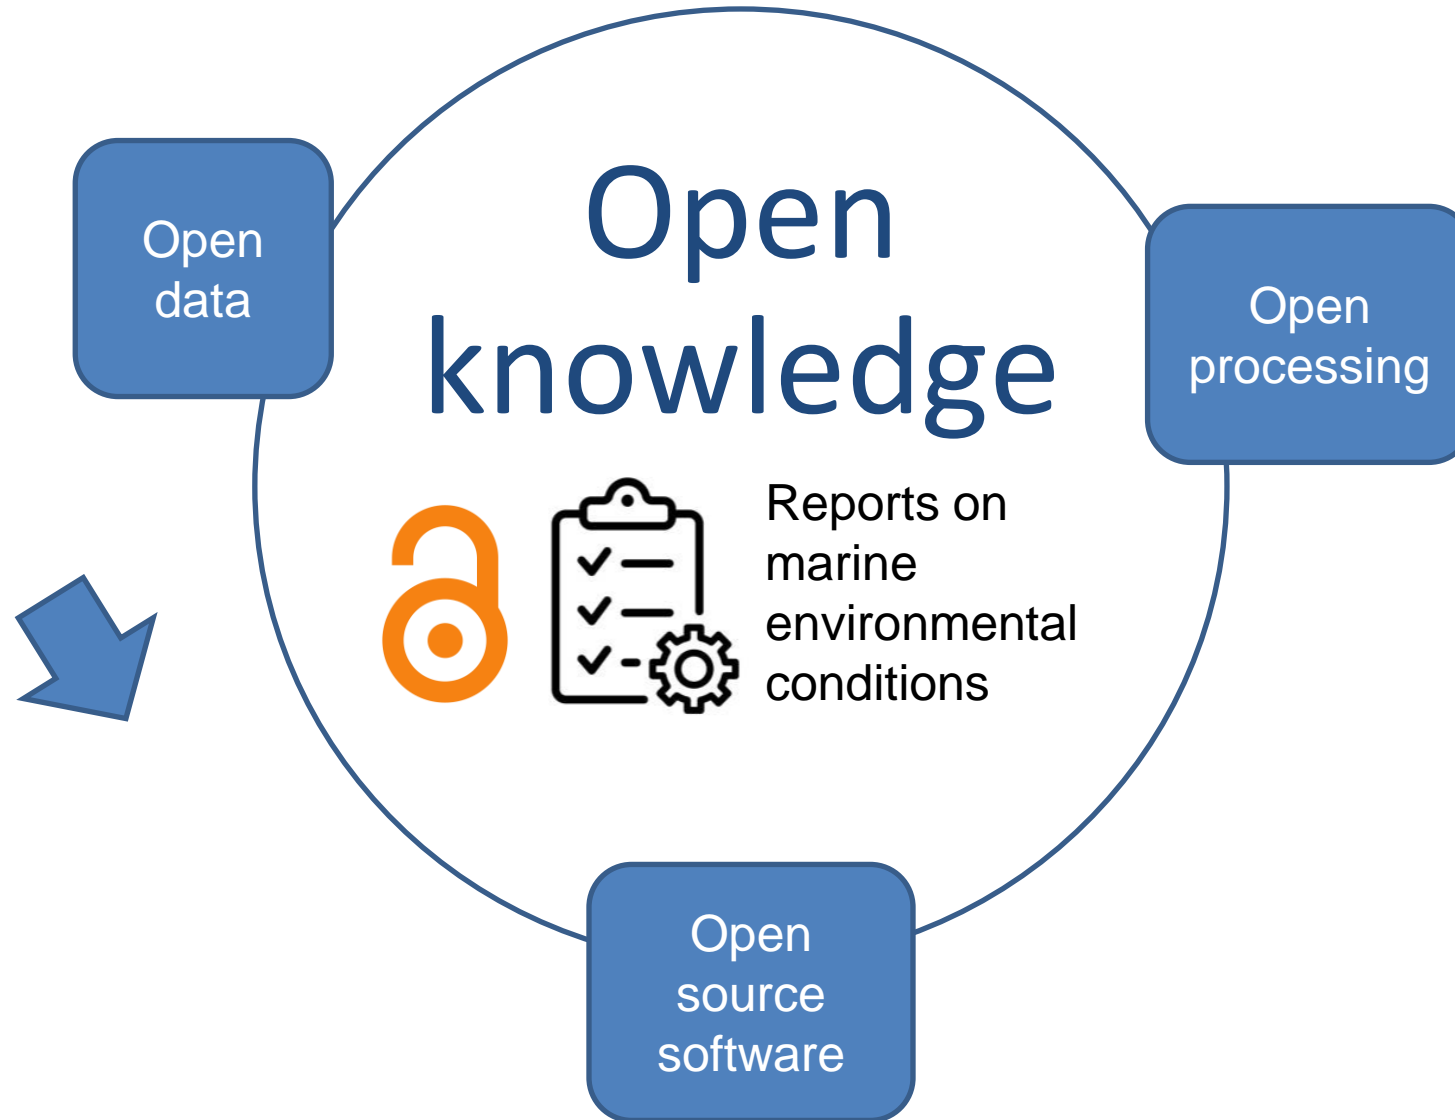 Open
knowledge
Open
data
Open
processing
Reports on
marine
environmental
conditions
Open
source
software